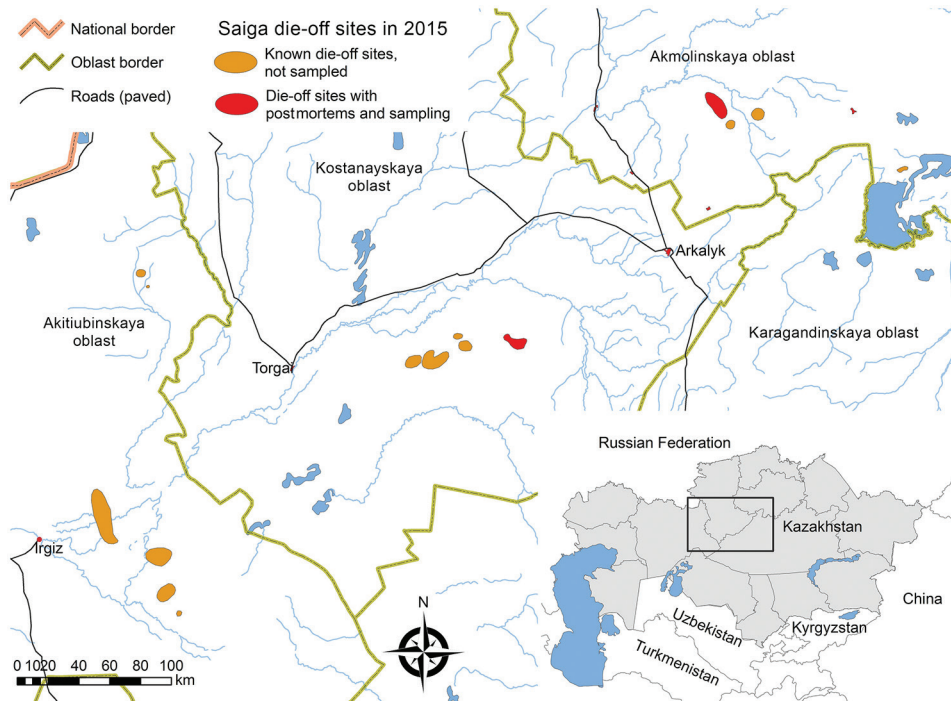 National border
Oblast border
Roads (paved)
Saiga die-off sites in 2015
Known die-off sites,
not sampled
Die-off sites with
postmortems and sampling
Akmolinskaya oblast
Kostanayskaya
oblast
Arkalyk
Akitiubinskaya
oblast
Karagandinskaya oblast
Torgai
Irgiz
N
0 10 20 40 60 80 100
km
Russian Federation
Kazakhstan
China
Uzbekistan
Kyrgyzstan
Turkmenistan